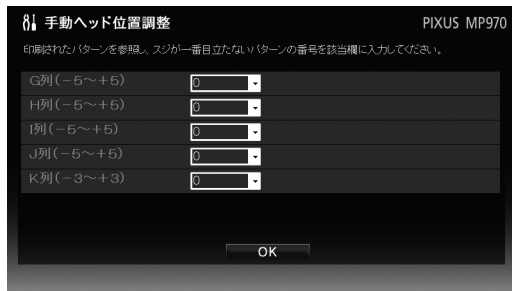 手動ヘッド位置調整
PIXUS MP970
印刷されたパターンを参照し、スジが一番目立たないパターンの番号を該当欄に入力してください。
G列(-5～+5) 0
H列(-5～+5) 0
I列(-5～+5) 0
J列(-5～+5) 0
K列(-3～+3) 0
OK